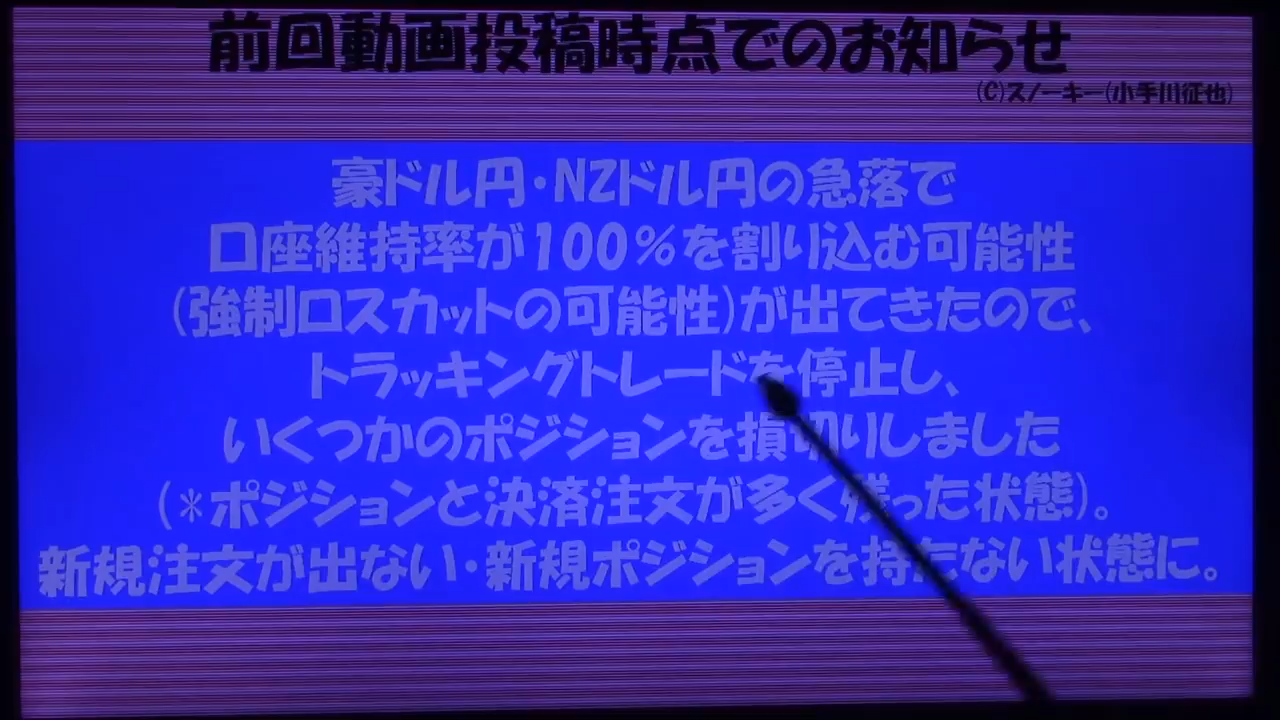 前回動画投稿時点でのお知らせ
(C)スノーキー(小手川征也)
豪ドル円・NZドル円の急落で
口座維持率が100%を割り込む可能性
(強制ロスカットの可能性)が出てきたので、
トラッキングトレードを停止し、
いくつかのポジションを損切りしました
(*ポジションと決済注文が多く残った状態)。
新規注文が出ない・新規ポジションを持たない状態に。